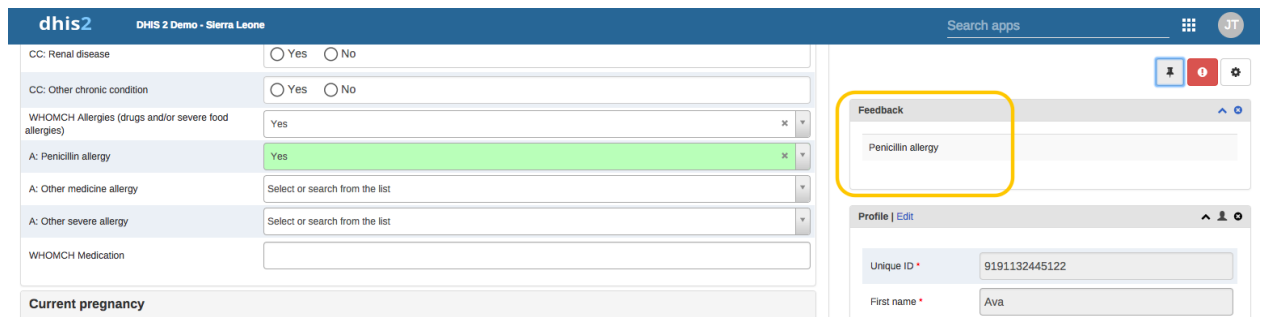 dhis2 DHIS 2 Demo - Sierra Leone Search apps JT
CC: Renal disease Yes No
CC: Other chronic condition Yes No
WHOMCH Allergies (drugs and/or severe food
allergies) Yes
A: Penicillin allergy Yes
A: Other medicine allergy Select or search from the list
A: Other severe allergy Select or search from the list
WHOMCH Medication
Current pregnancy
Feedback
Penicillin allergy
Profile | Edit
Unique ID * 9191132445122
First name * Ava